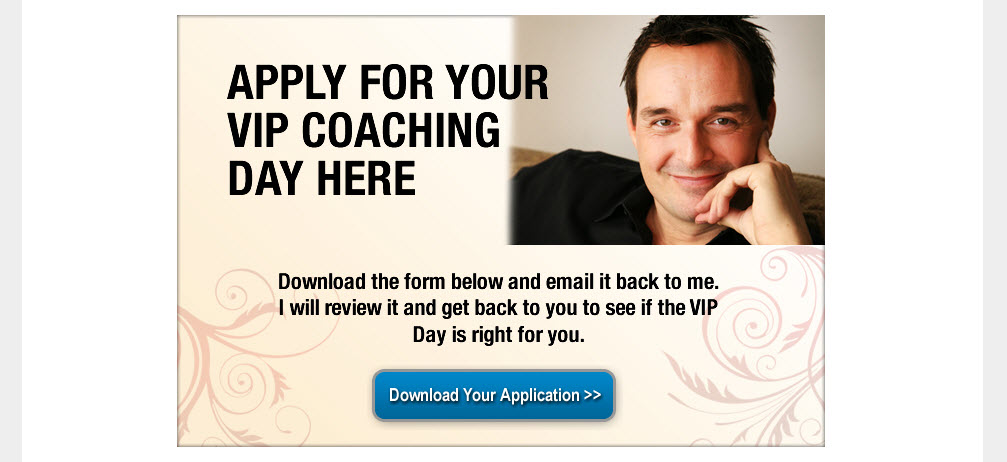 APPLY FOR YOUR
VIP COACHING
DAY HERE
Download the form below and email it back to me.
I will review it and get back to you to see if the VIP
Day is right for you.
Download Your Application >>